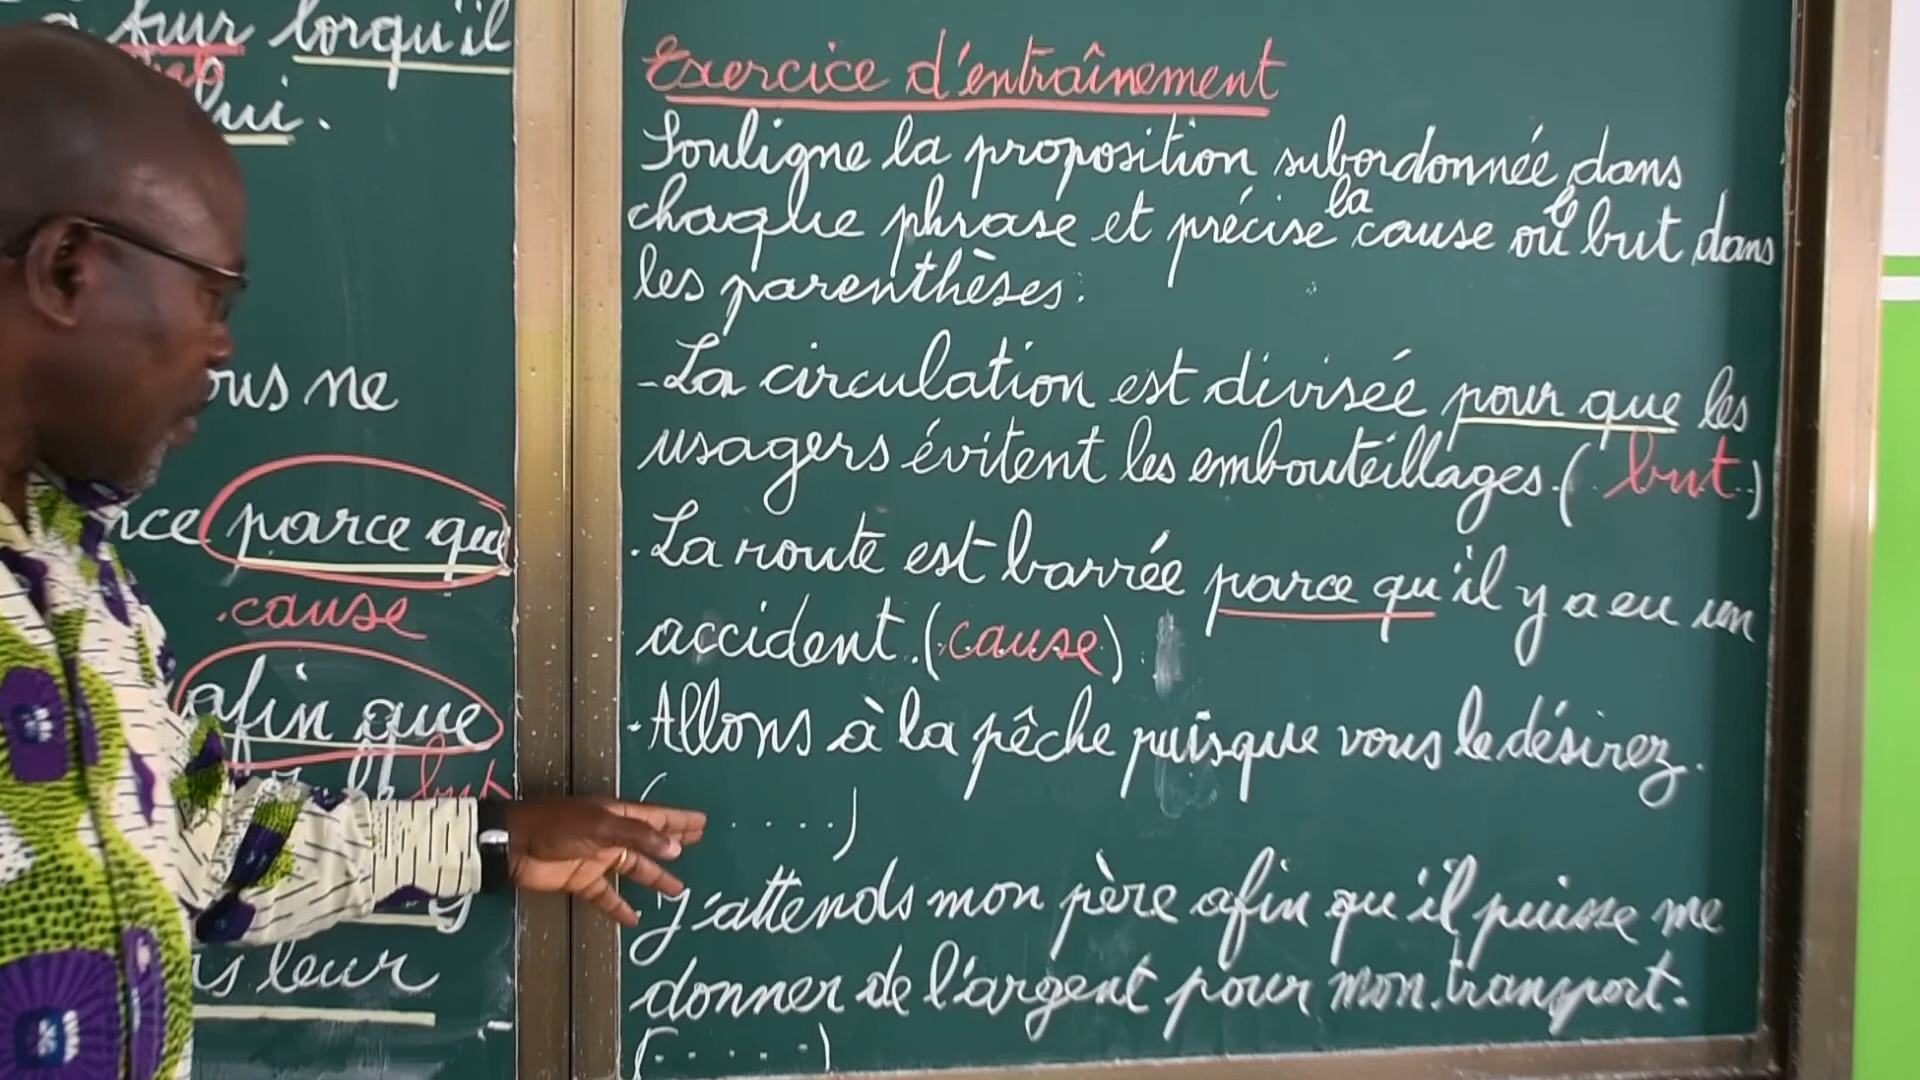 fuir lorsqu'il
lui.
ous ne
nce parce que
.cause
afin que
but
rs leur
Exercice d'entraînement
Souligne la proposition subordonnée dans
chaque phrase et précise la cause ou le but dans
les parenthèses.
-La circulation est divisée pour que les
usagers évitent les embouteillages.(.but.)
.La route est barrée parce qu'il y a eu un
accident.(.cause.)
-Allons à la pêche puisque vous le désirez.
( ....)
J'attends mon père afin qu'il puisse me
donner de l'argent pour mon transport.
(.....)